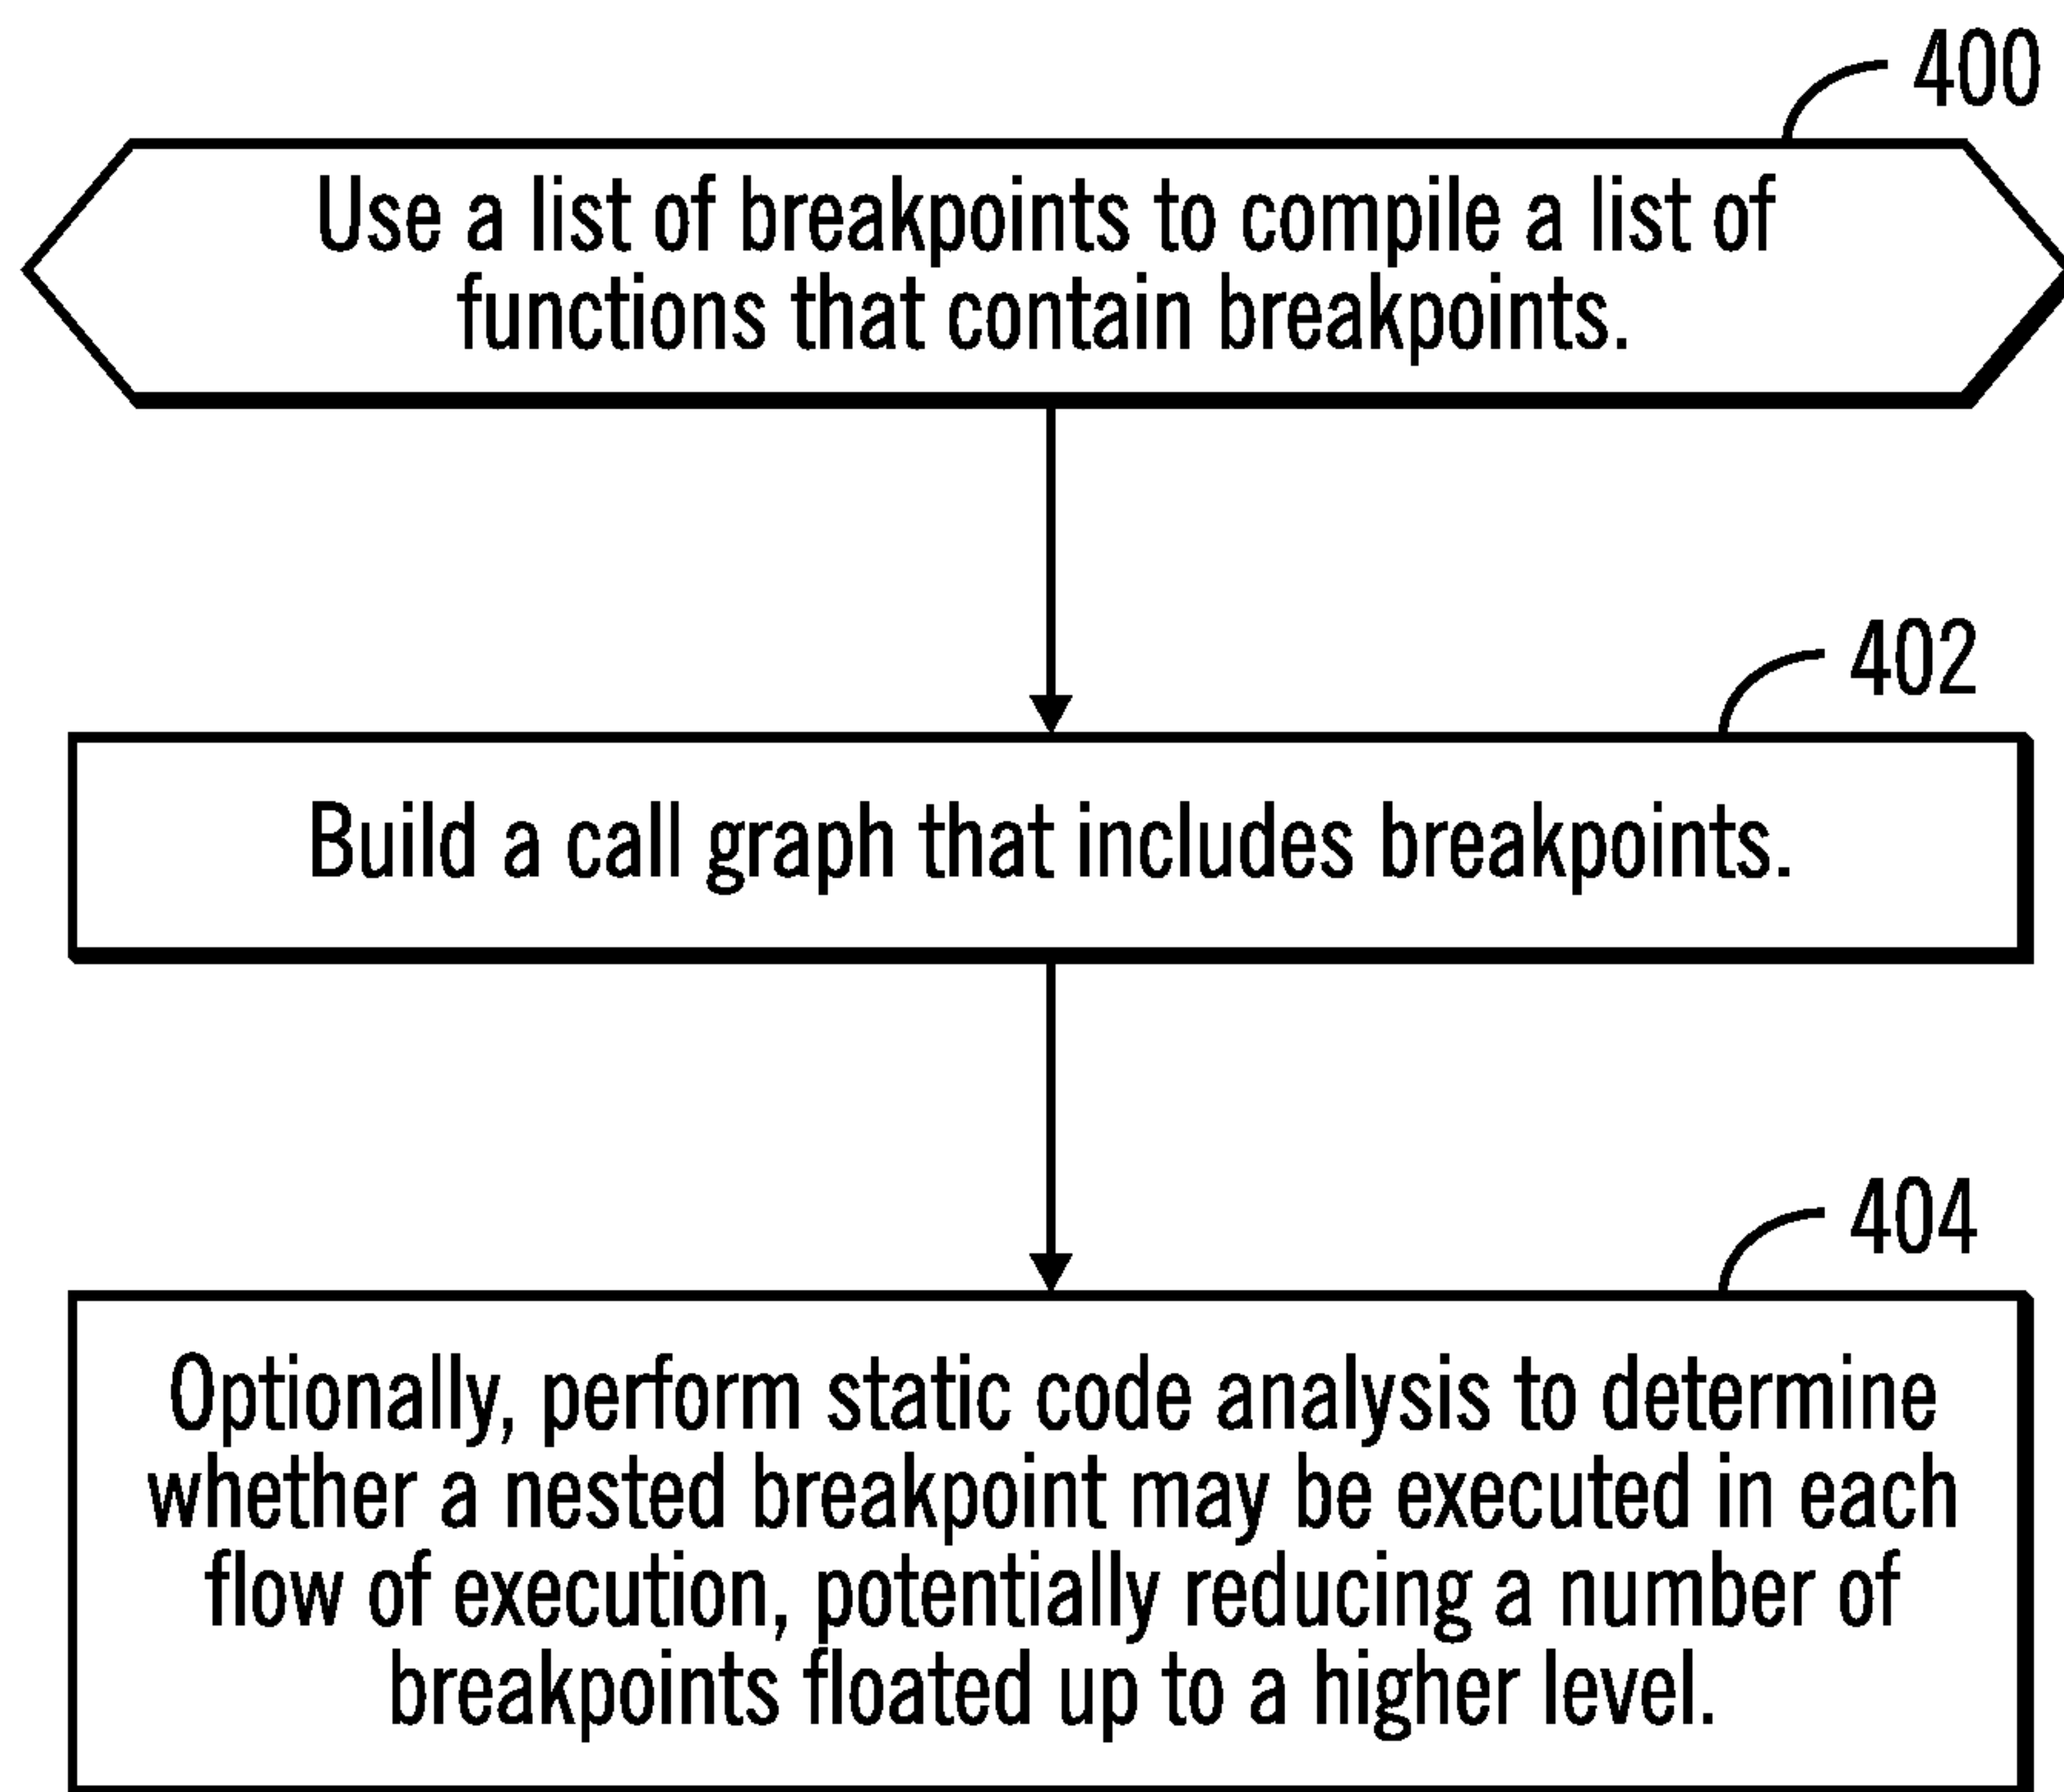 400
Use a list of breakpoints to compile a list of
functions that contain breakpoints.
402
Build a call graph that includes breakpoints.
404
Optionally, perform static code analysis to determine
whether a nested breakpoint may be executed in each
flow of execution, potentially reducing a number of
breakpoints floated up to a higher level.